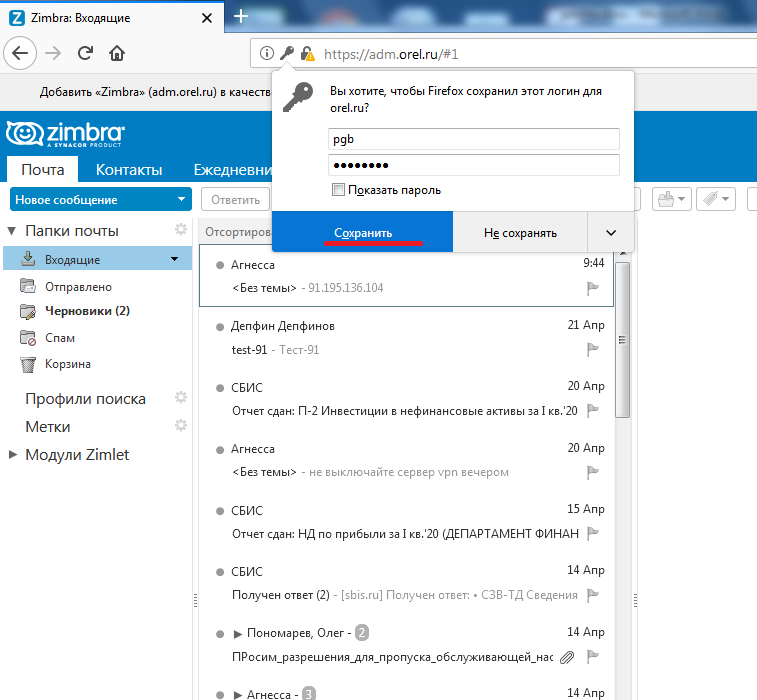 Zimbra: Входящие
https://adm.orel.ru/#1
Добавить «Zimbra» (adm.orel.ru) в качеств
Вы хотите, чтобы Firefox сохранил этот логин для
orel.ru?
pgb
●●●●●●●●
Показать пароль
Сохранить
Не сохранять
zimbra
A SYNACOR PRODUCT
Почта
Контакты
Ежедневни
Новое сообщение
Ответить
Папки почты
Входящие
Отправлено
Черновики (2)
Спам
Корзина
Профили поиска
Метки
Модули Zimlet
Отсортиров
Агнесса 9:44
<Без темы> - 91.195.136.104
Депфин Депфинов 21 Апр
test-91 - Тест-91
СБИС 20 Апр
Отчет сдан: П-2 Инвестиции в нефинансовые активы за I кв.'20
Агнесса 20 Апр
<Без темы> - не выключайте сервер vpn вечером
СБИС 15 Апр
Отчет сдан: НД по прибыли за I кв.'20 (ДЕПАРТАМЕНТ ФИНАН
СБИС 14 Апр
Получен ответ (2) - [sbis.ru] Получен ответ: • СЗВ-ТД Сведения
Пономарев, Олег - 2 14 Апр
ПРосим_разрешения_для_пропуска_обслуживающей_нас
Агнесса - 3 14 Апр